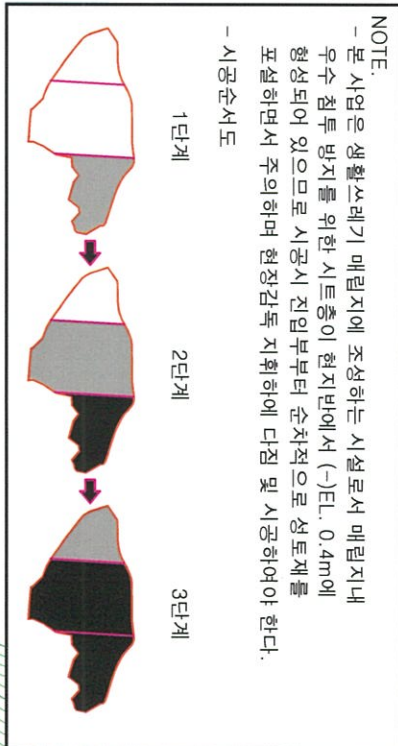 NOTE.
- 본 사업은 생활쓰레기 매립지에 조성하는 시설로서 매립지내
우수 침투 방지를 위한 시트층이 현지반에서 (-)EL. 0.4m에
형성되어 있으므로 시공시 진입부부터 순차적으로 성토재를
포설하면서 주의하며 현장감독 지휘하에 다짐 및 시공하여야 한다.
- 시공순서도
1단계
2단계
3단계